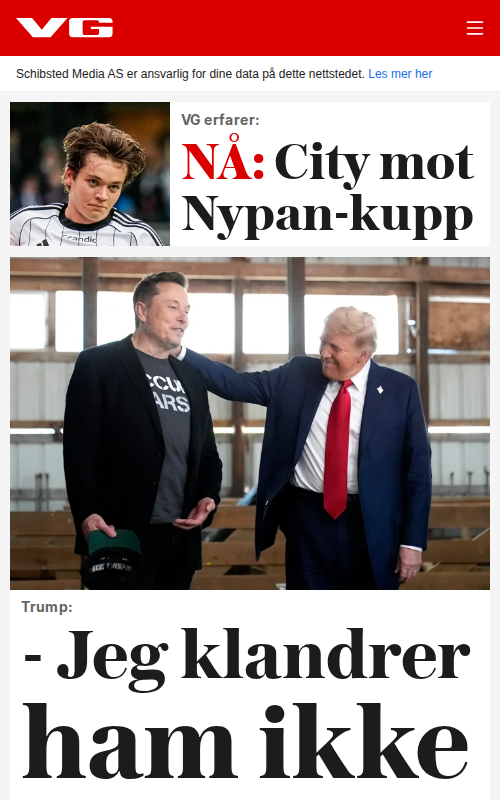 VG
Schibsted Media AS er ansvarlig for dine data på dette nettstedet. Les mer her
VG erfarer:
NÅ: City mot
Nypan-kupp
- Jeg klandrer
ham ikke
Trump: